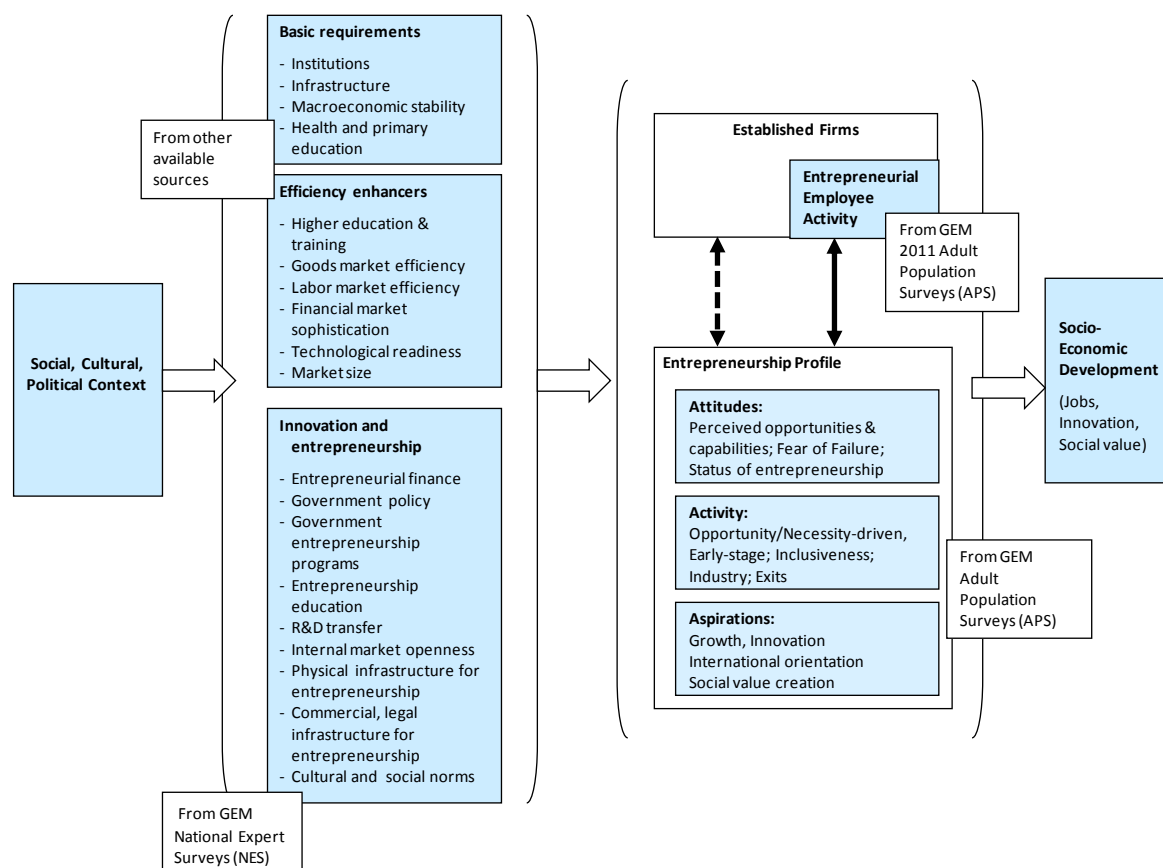 Social, Cultural,
Political Context
Basic requirements
- Institutions
- Infrastructure
- Macroeconomic stability
- Health and primary
education
From other
available
sources
Efficiency enhancers
- Higher education &
training
- Goods market efficiency
- Labor market efficiency
- Financial market
sophistication
- Technological readiness
- Market size
Innovation and
entrepreneurship
- Entrepreneurial finance
- Government policy
- Government
entrepreneurship
programs
- Entrepreneurship
education
- R&D transfer
- Internal market openness
- Physical infrastructure for
entrepreneurship
- Commercial, legal
infrastructure for
entrepreneurship
- Cultural and social norms
From GEM
National Expert
Surveys (NES)
Established Firms
Entrepreneurial
Employee
Activity
From GEM
2011 Adult
Population
Surveys (APS)
Entrepreneurship Profile
Attitudes:
Perceived opportunities &
capabilities; Fear of Failure;
Status of entrepreneurship
Activity:
Opportunity/Necessity-driven,
Early-stage; Inclusiveness;
Industry; Exits
Aspirations:
Growth, Innovation
International orientation
Social value creation
From GEM
Adult
Population
Surveys (APS)
Socio-
Economic
Development
(Jobs,
Innovation,
Social value)